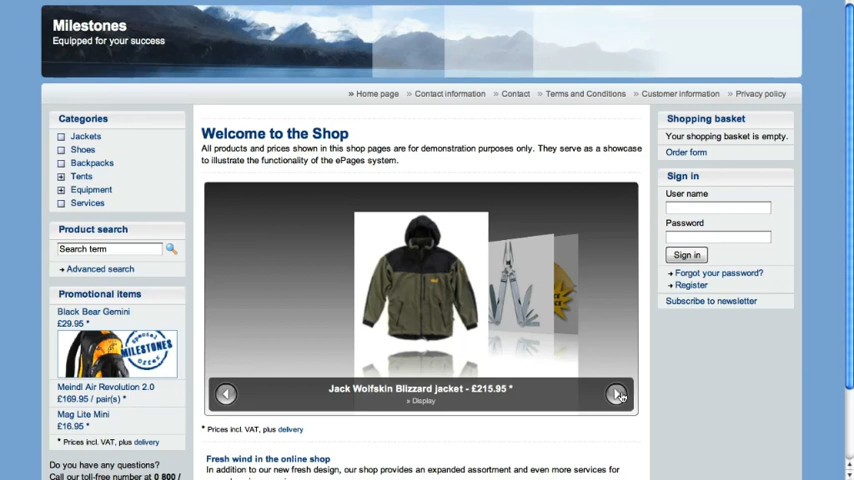 Milestones
Equipped for your success
» Home page » Contact information » Contact » Terms and Conditions » Customer information » Privacy policy
Categories
Jackets
Shoes
Backpacks
Tents
Equipment
Services
Product search
Search term
Advanced search
Promotional items
Black Bear Gemini
£29.95 *
Special
MILESTONES
Meindl Air Revolution 2.0
£169.95 / pair(s) *
Mag Lite Mini
£16.95 *
* Prices incl. VAT, plus delivery
Do you have any questions?
Call our toll-free number at 0 800 /
Welcome to the Shop
All products and prices shown in this shop pages are for demonstration purposes only. They serve as a showcase
to illustrate the functionality of the ePages system.
Jack Wolfskin Blizzard jacket - £215.95 *
» Display
* Prices incl. VAT, plus delivery
Fresh wind in the online shop
In addition to our new fresh design, our shop provides an expanded assortment and even more services for
Shopping basket
Your shopping basket is empty.
Order form
Sign in
User name
Password
Sign in
Forgot your password?
Register
Subscribe to newsletter